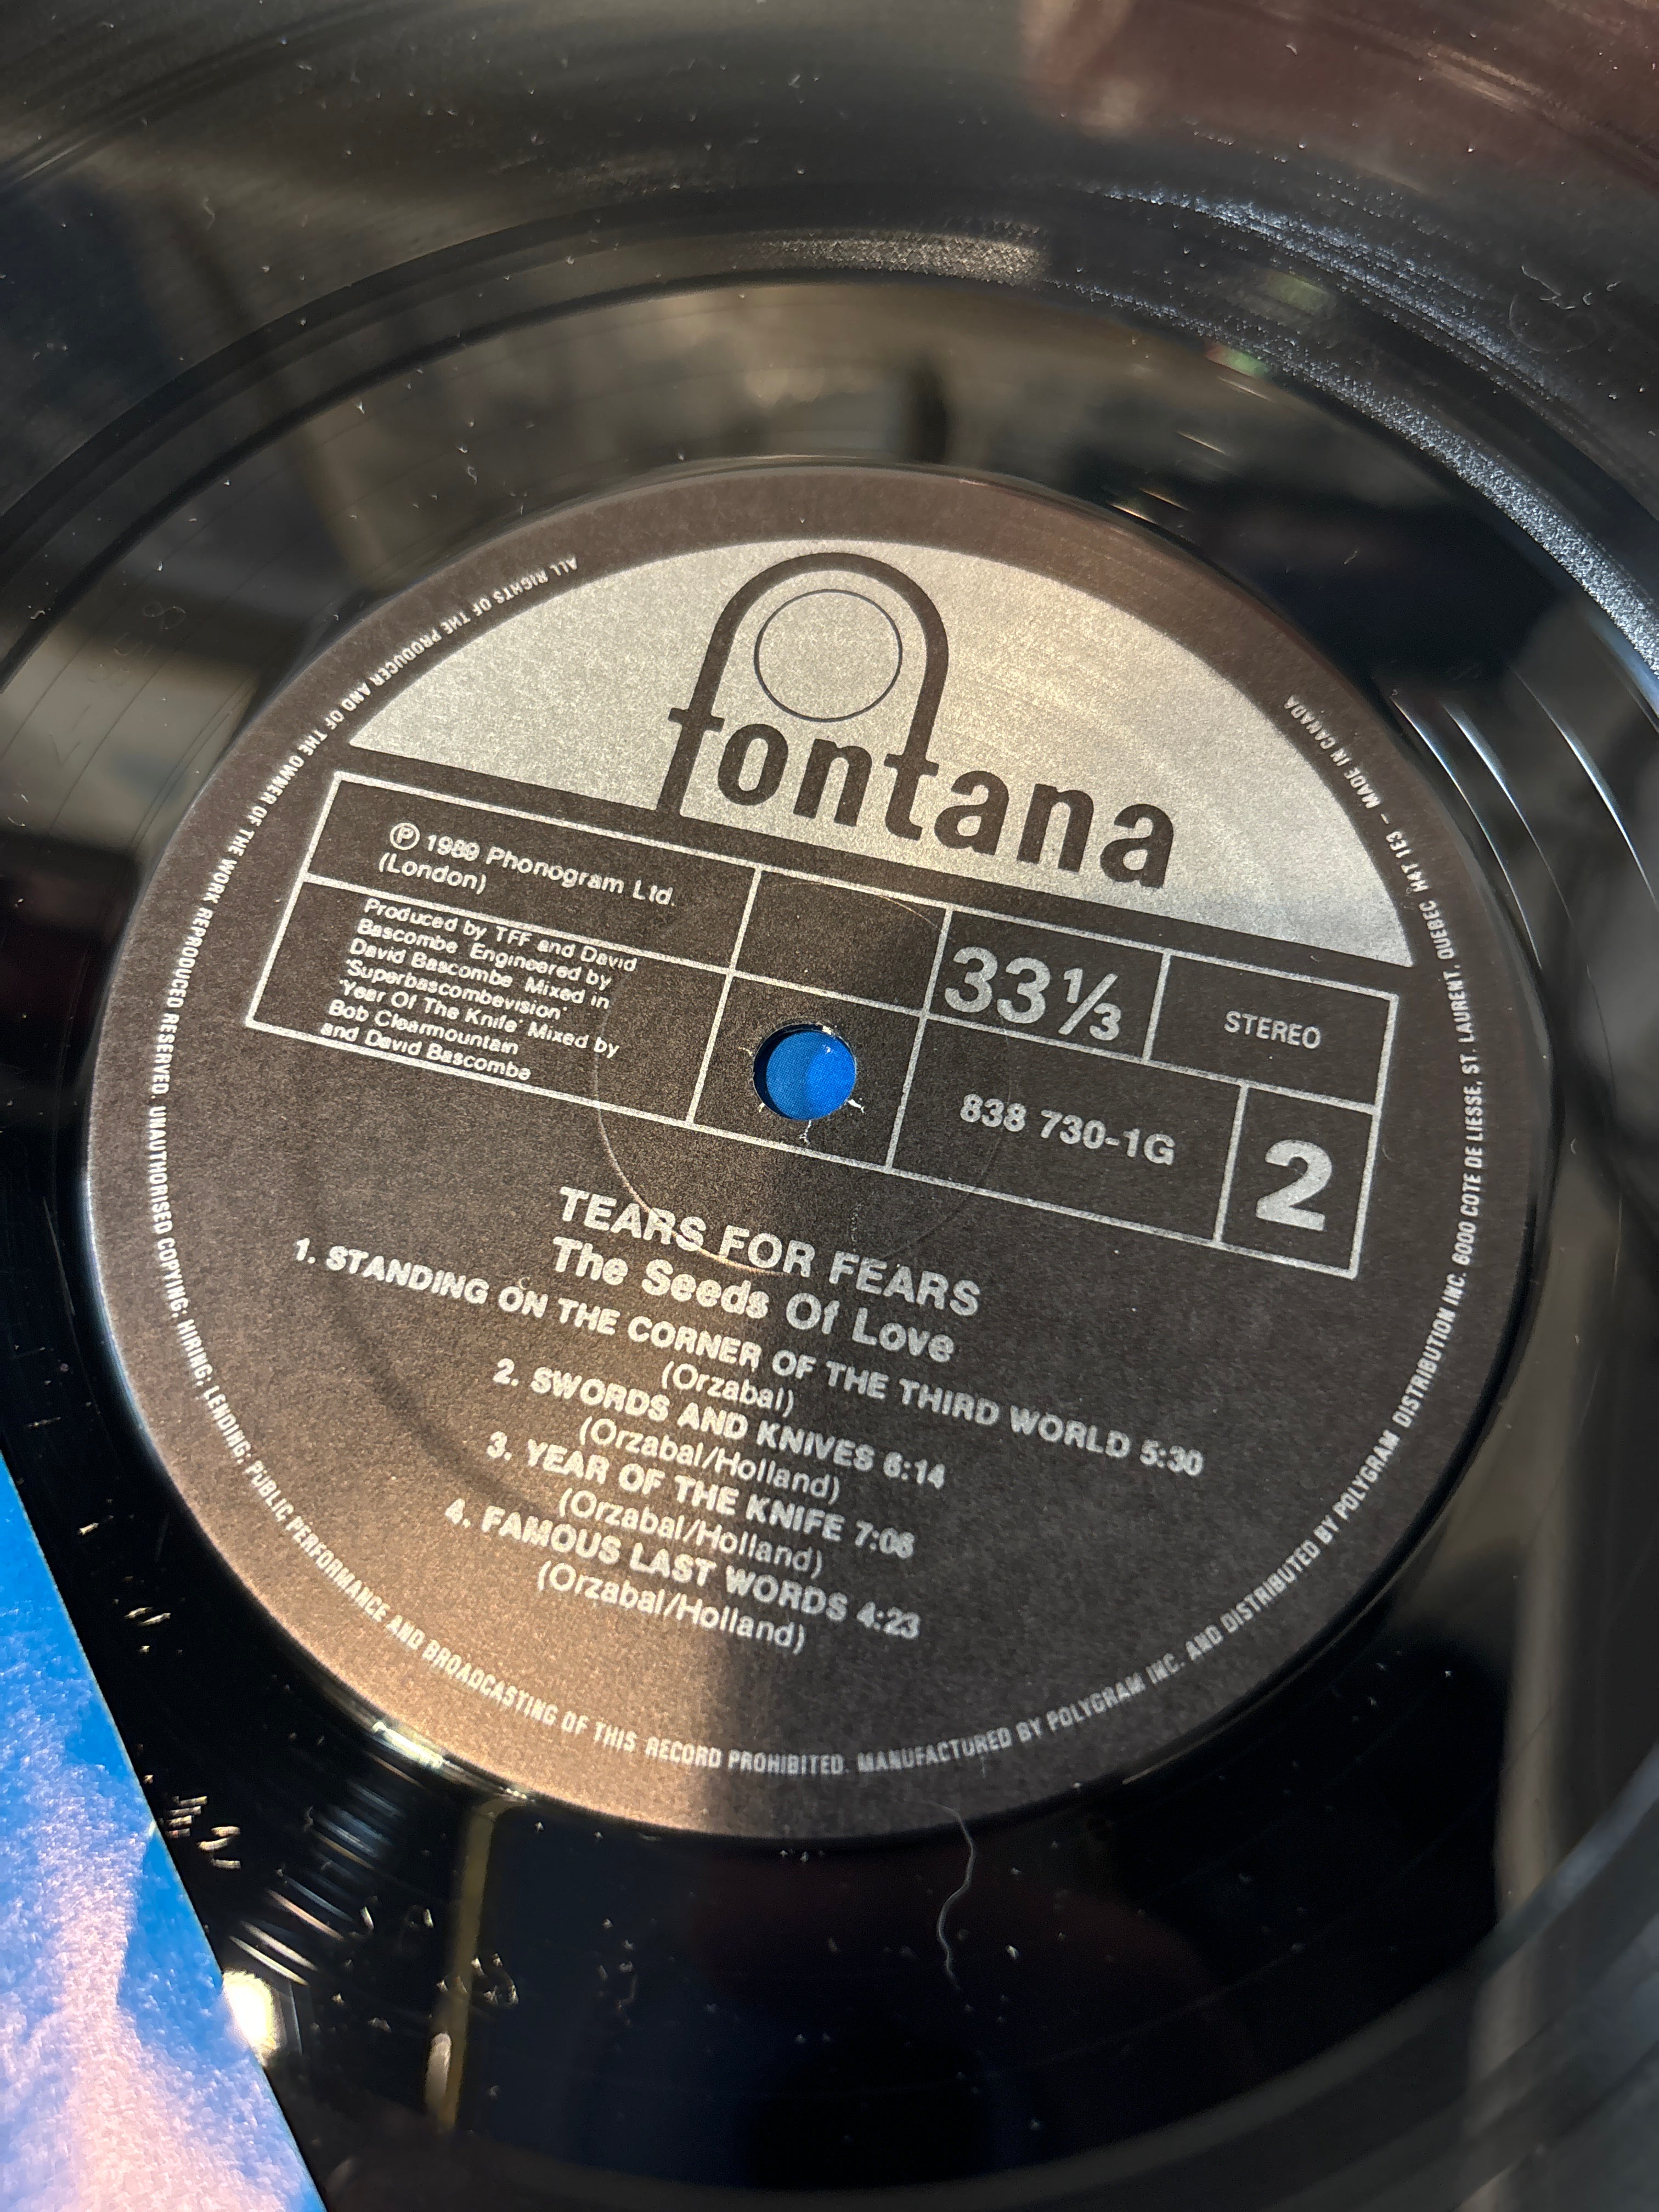 fontana
Ⓟ 1989 Phonogram Ltd.
(London)
Produced by TFF and David
Bascombe Engineered by
David Bascombe Mixed in
'Superbascombevision'
'Year Of The Knife' Mixed by
Bob Clearmountain
and David Bascombe
33⅓
STEREO
838 730-1G
2
TEARS FOR FEARS
The Seeds Of Love
1. STANDING ON THE CORNER OF THE THIRD WORLD 5:30
(Orzabal)
2. SWORDS AND KNIVES 6:14
(Orzabal/Holland)
3. YEAR OF THE KNIFE 7:08
(Orzabal/Holland)
4. FAMOUS LAST WORDS 4:23
(Orzabal/Holland)
ALL RIGHTS OF THE PRODUCER AND OF THE OWNER OF THE WORK REPRODUCED RESERVED. UNAUTHORISED COPYING; HIRING; LENDING; PUBLIC PERFORMANCE AND BROADCASTING OF THIS RECORD PROHIBITED. MANUFACTURED BY POLYGRAM INC. AND DISTRIBUTED BY POLYGRAM DISTRIBUTION INC. 6000 COTE DE LIESSE, ST. LAURENT, QUEBEC H4T 1E3 – MADE IN CANADA